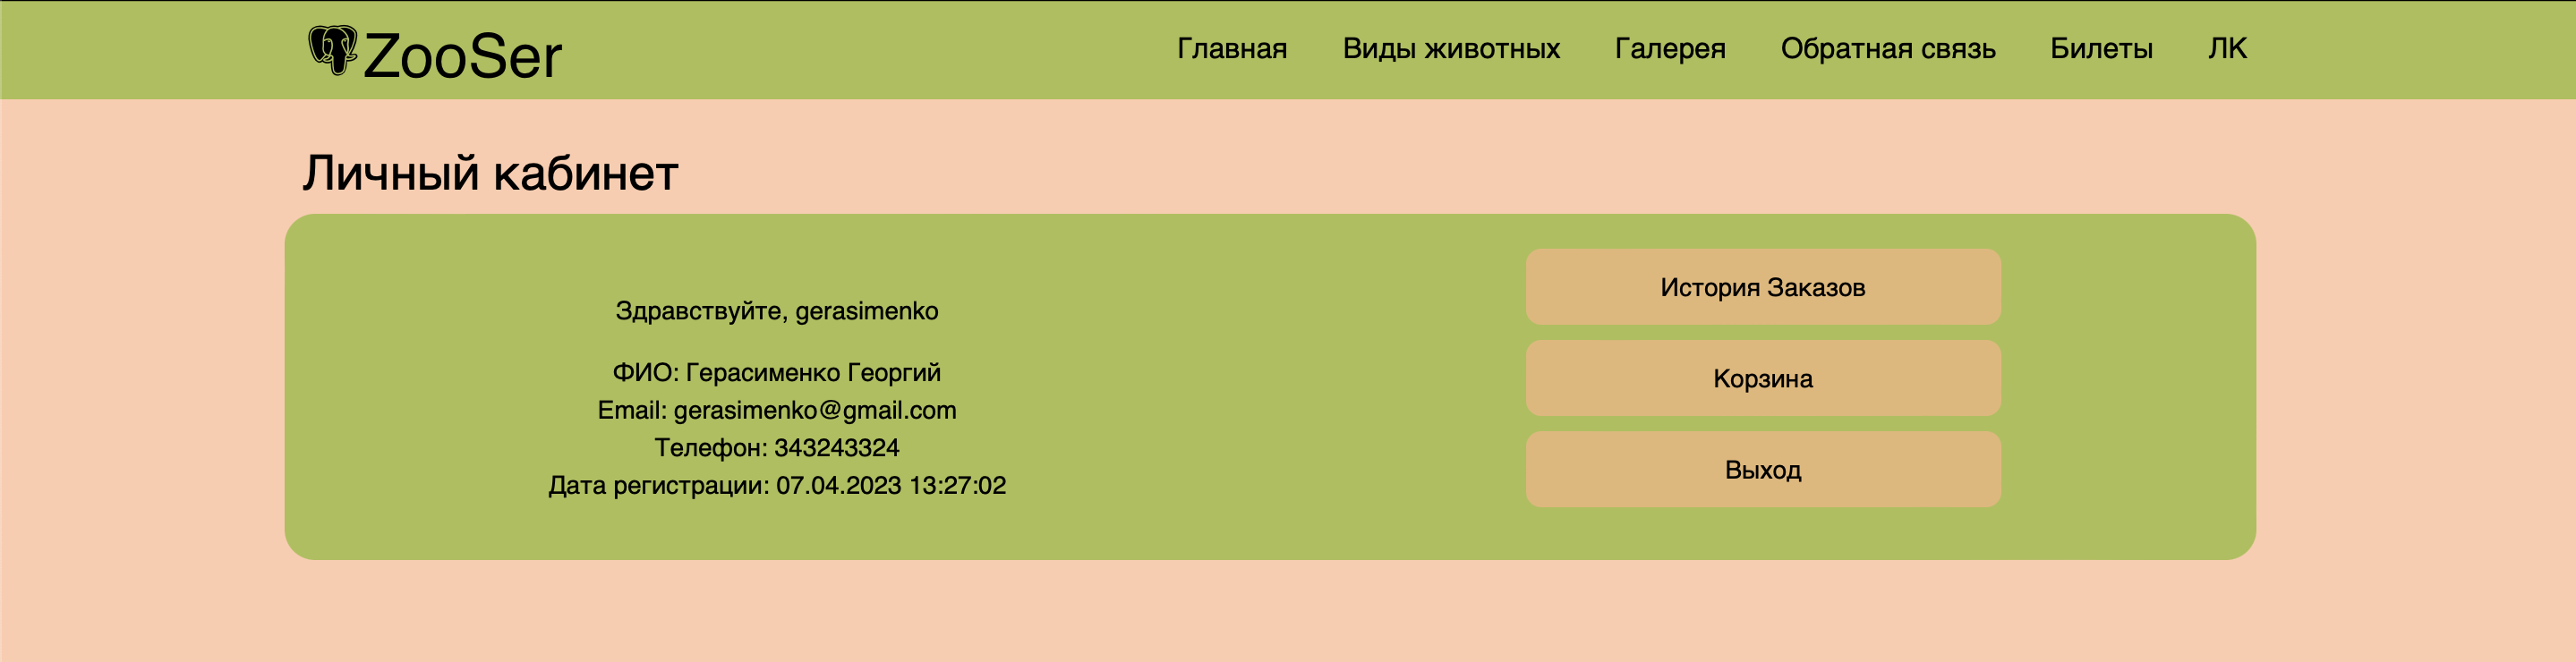 ZooSer
Главная Виды животных Галерея Обратная связь Билеты ЛК
Личный кабинет
Здравствуйте, gerasimenko
ФИО: Герасименко Георгий
Email: gerasimenko@gmail.com
Телефон: 343243324
Дата регистрации: 07.04.2023 13:27:02
История Заказов
Корзина
Выход